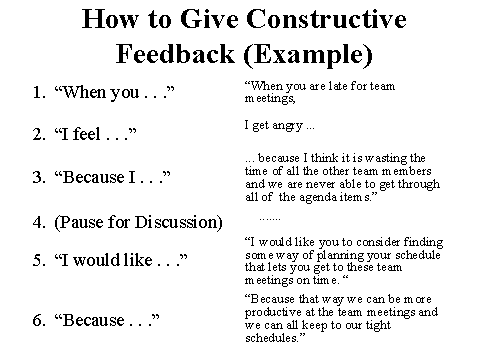 How to Give Constructive
Feedback (Example)
1. “When you . . .”
“When you are late for team
meetings,
2. “I feel . . .”
I get angry ...
3. “Because I . . .”
... because I think it is wasting the
time of all the other team members
and we are never able to get through
all of the agenda items.”
4. (Pause for Discussion)
.......
5. “I would like . . .”
“I would like you to consider finding
some way of planning your schedule
that lets you get to these team
meetings on time. “
6. “Because . . .”
“Because that way we can be more
productive at the team meetings and
we can all keep to our tight
schedules.”